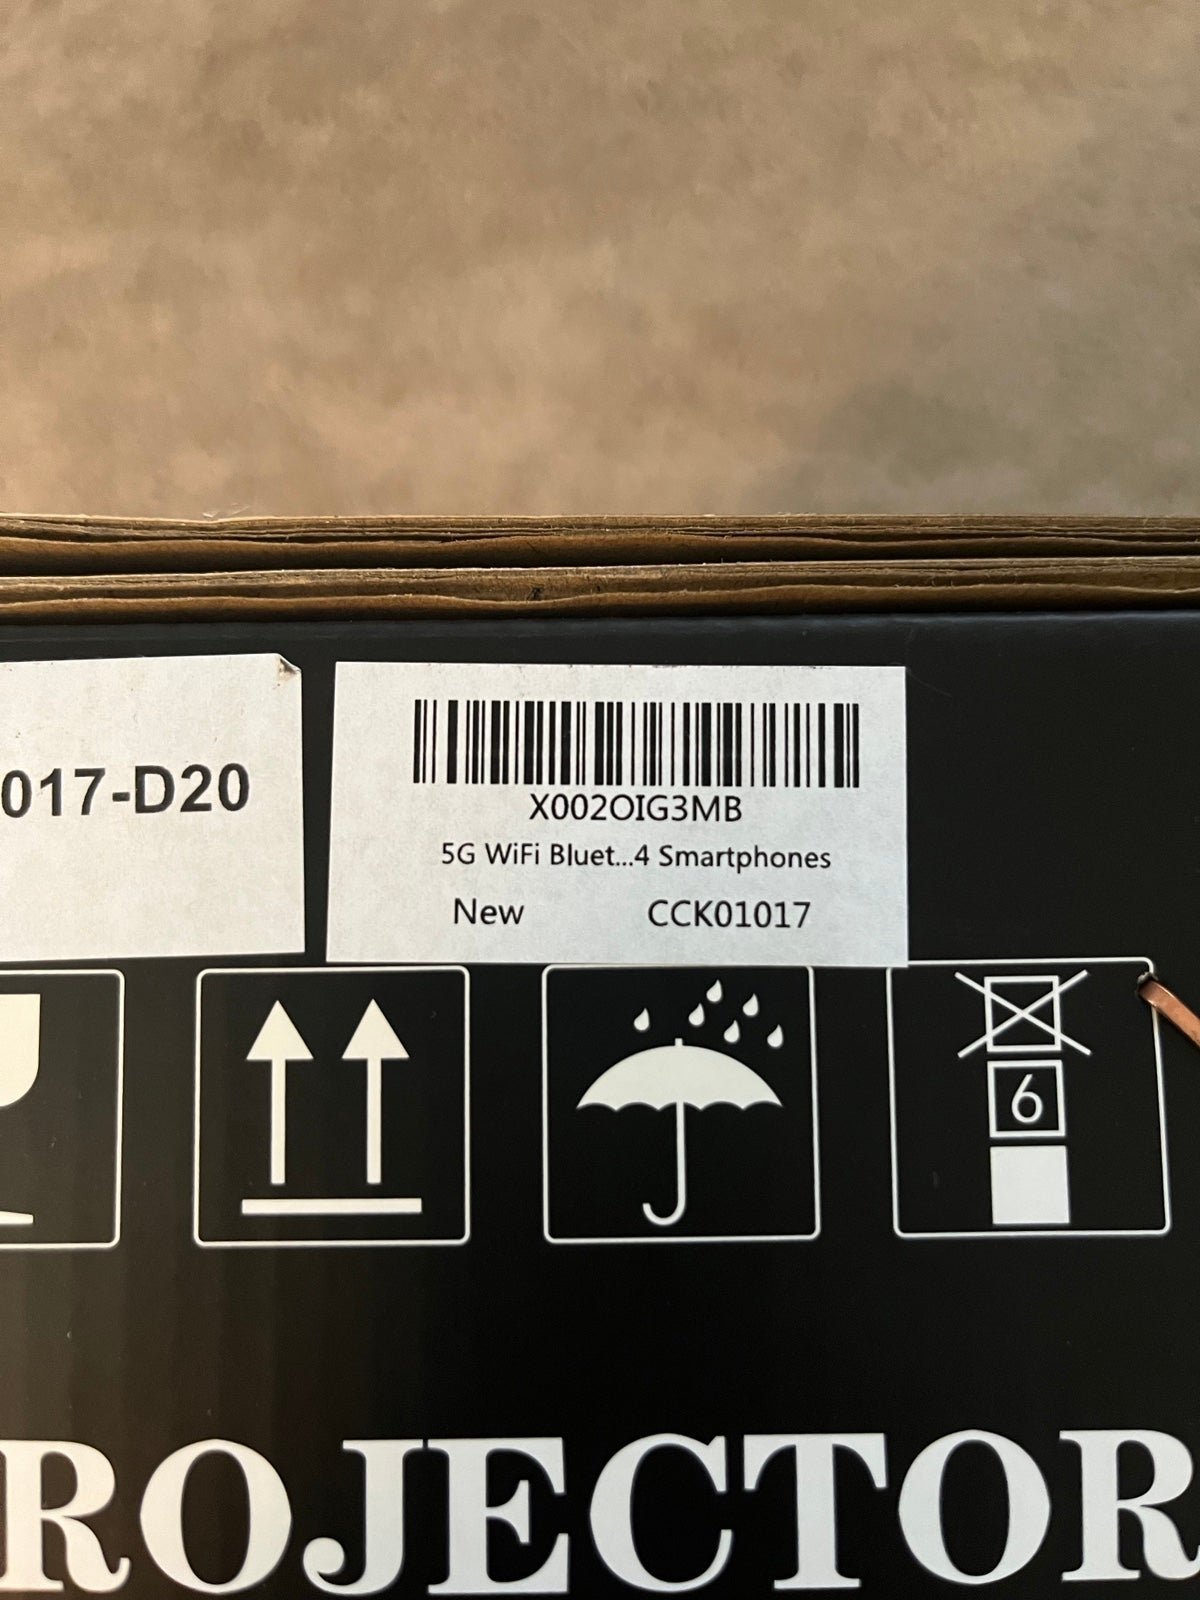 017-D20
X002OIG3MB
5G WiFi Bluet...4 Smartphones
New CCK01017
6
ROJECTOR